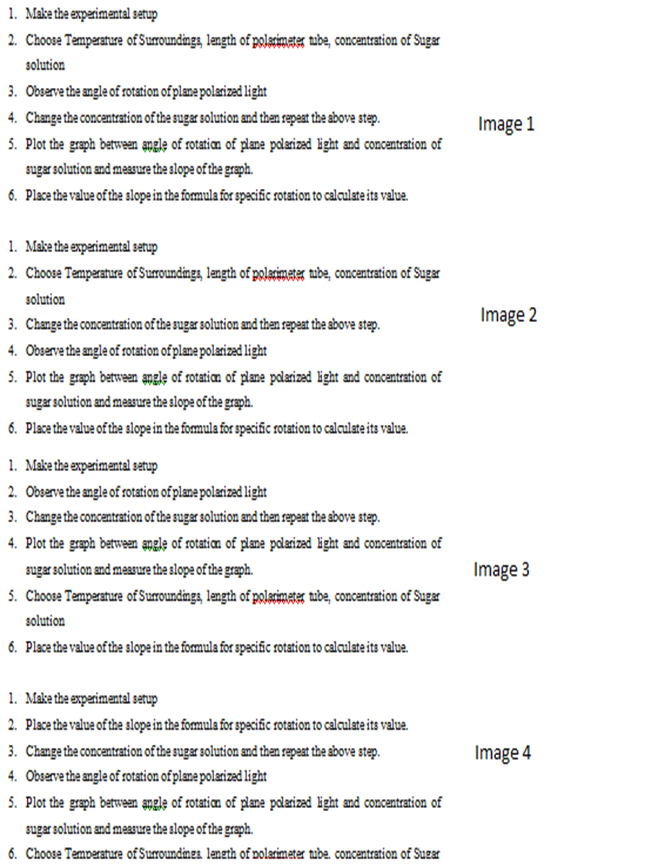 1. Make the experimental setup
2. Choose Temperature of Surroundings, length of polarimeter tube, concentration of Sugar
solution
3. Observe the angle of rotation of plane polarized light
4. Change the concentration of the sugar solution and then repeat the above step.
Image 1
5. Plot the graph between angle of rotation of plane polarized light and concentration of
sugar solution and measure the slope of the graph.
6. Place the value of the slope in the formula for specific rotation to calculate its value.
1. Make the experimental setup
2. Choose Temperature of Surroundings, length of polarimeter tube, concentration of Sugar
solution
Image 2
3. Change the concentration of the sugar solution and then repeat the above step.
4. Observe the angle of rotation of plane polarized light
5. Plot the graph between angle of rotation of plane polarized light and concentration of
sugar solution and measure the slope of the graph.
6. Place the value of the slope in the formula for specific rotation to calculate its value.
1. Make the experimental setup
2. Observe the angle of rotation of plane polarized light
3. Change the concentration of the sugar solution and then repeat the above step.
4. Plot the graph between angle of rotation of plane polarized light and concentration of
sugar solution and measure the slope of the graph.
Image 3
5. Choose Temperature of Surroundings, length of polarimeter tube, concentration of Sugar
solution
6. Place the value of the slope in the formula for specific rotation to calculate its value.
1. Make the experimental setup
2. Place the value of the slope in the formula for specific rotation to calculate its value.
3. Change the concentration of the sugar solution and then repeat the above step.
Image 4
4. Observe the angle of rotation of plane polarized light
5. Plot the graph between angle of rotation of plane polarized light and concentration of
sugar solution and measure the slope of the graph.
6. Choose Temperature of Surroundings, length of polarimeter tube, concentration of Sugar